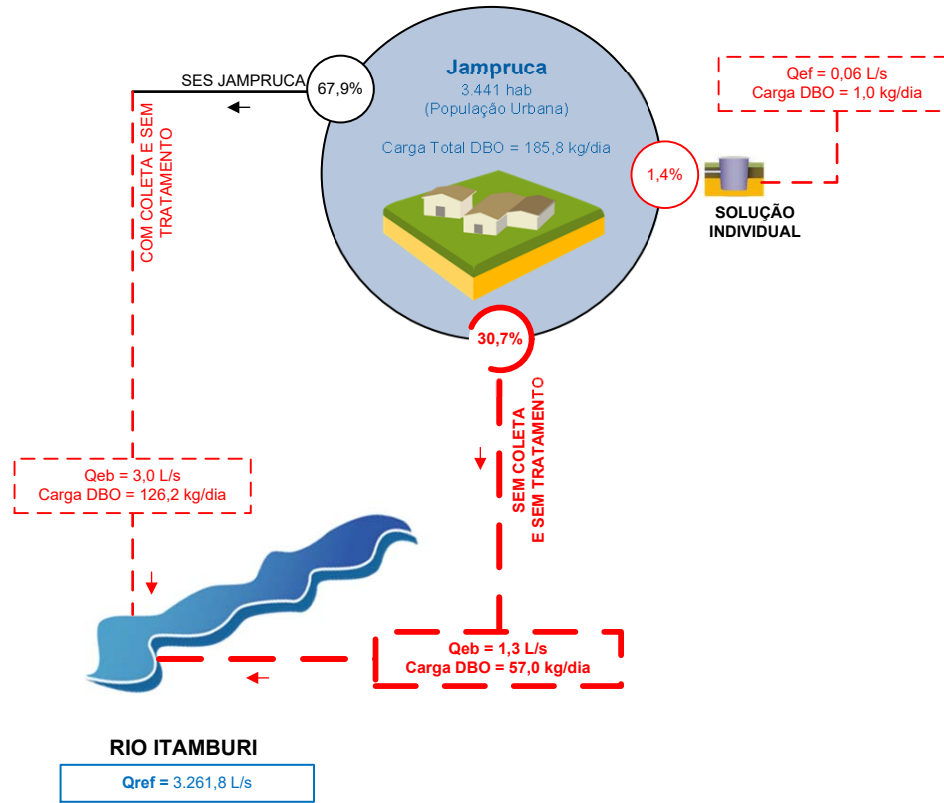 Jampruca
3.441 hab
(População Urbana)
Carga Total DBO = 185,8 kg/dia
SES JAMPRUCA
67,9%
COM COLETA E SEM
TRATAMENTO
Qeb = 3,0 L/s
Carga DBO = 126,2 kg/dia
1,4%
SOLUÇÃO
INDIVIDUAL
Qef = 0,06 L/s
Carga DBO = 1,0 kg/dia
30,7%
SEM COLETA
E SEM TRATAMENTO
Qeb = 1,3 L/s
Carga DBO = 57,0 kg/dia
RIO ITAMBURI
Qref = 3.261,8 L/s